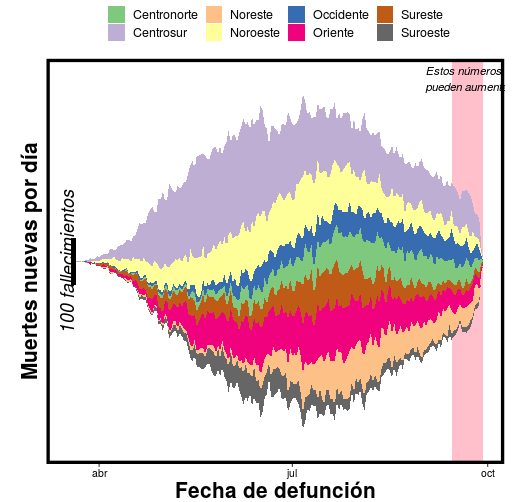 Centronorte Noreste Occidente Sureste
Centrosur Noroeste Oriente Suroeste
Estos números
pueden aument
Muertes nuevas por día
100 fallecimientos
abr jul oct
Fecha de defunción